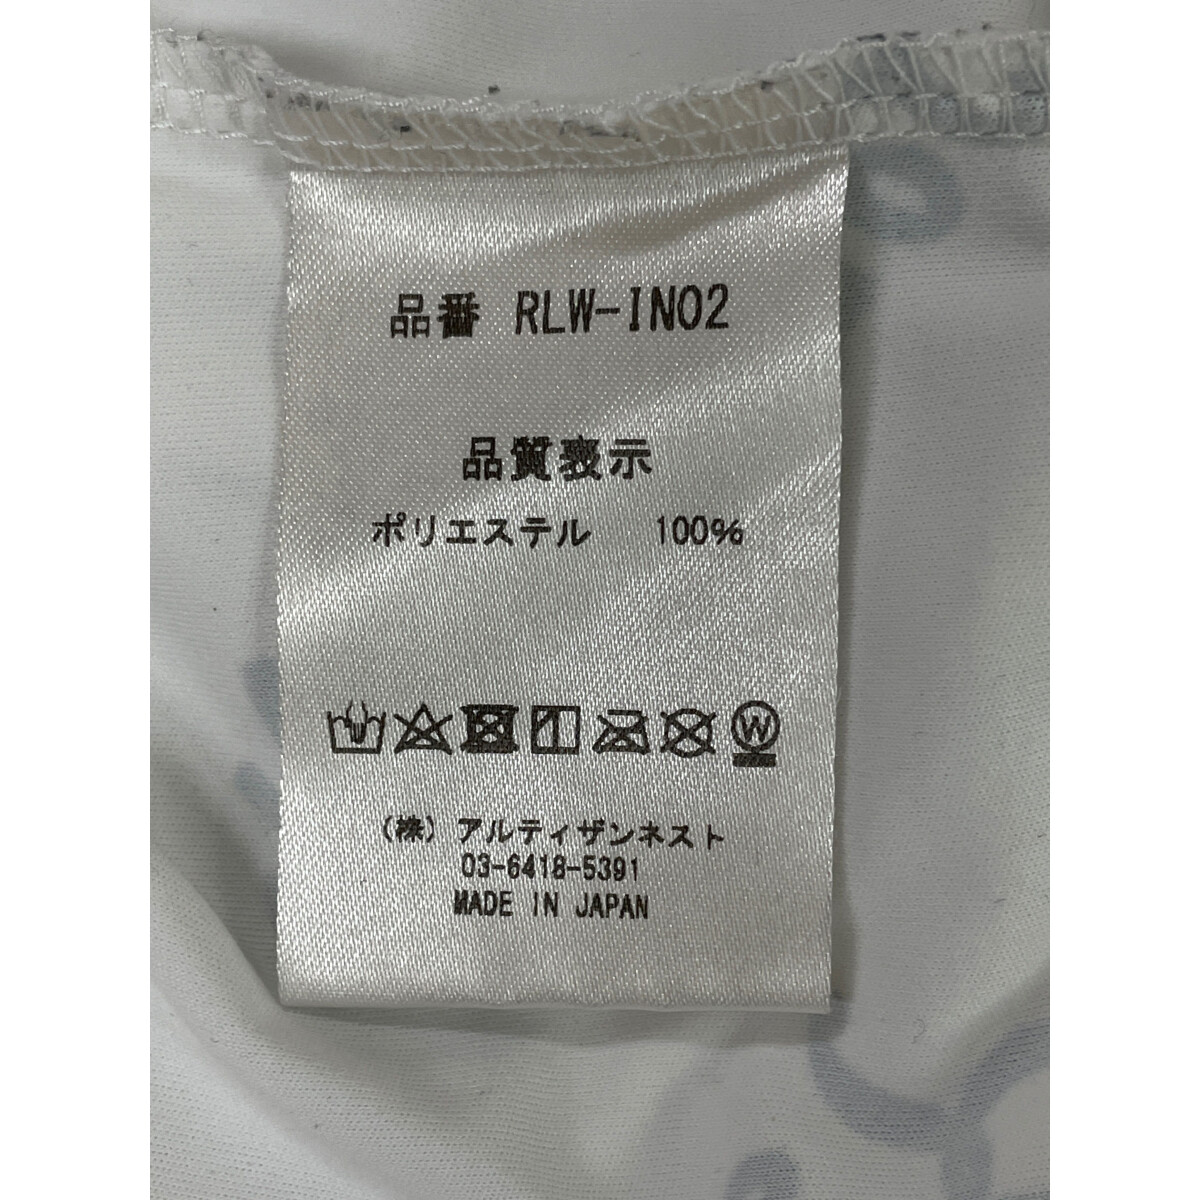 品番 RLW-IN02
品質表示
ポリエステル 100%
W
(株)アルティザンネスト
03-6418-5391
MADE IN JAPAN